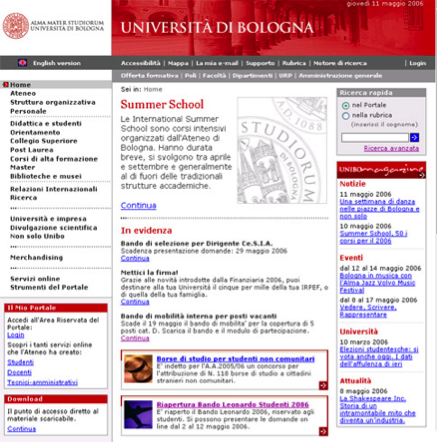 giovedì 11 maggio 2006
ALMA MATER STUDIORUM
UNIVERSITÀ DI BOLOGNA
UNIVERSITÀ DI BOLOGNA
English version
Accessibilità | Mappa | La mia e-mail | Supporto | Rubrica | Motore di ricerca | Login
Offerta formativa | Poli | Facoltà | Dipartimenti | URP | Amministrazione generale
Home
Ateneo
Struttura organizzativa
Personale
Didattica e studenti
Orientamento
Collegio Superiore
Post Laurea
Corsi di alta formazione
Master
Biblioteche e musei
Relazioni Internazionali
Ricerca
Università e impresa
Divulgazione scientifica
Non solo Unibo
Merchandising
Servizi online
Strumenti del Portale
Il Mio Portale
Accedi all'Area Riservata del
Portale:
Login
Scopri i tanti servizi online
che l'Ateneo ha creato:
Studenti
Docenti
Tecnici-amministrativi
Download
Il punto di accesso diretto al
materiale scaricabile.
Continua
Sei in: Home
Summer School
Le International Summer
School sono corsi intensivi
organizzati dall'Ateneo di
Bologna. Hanno durata
breve, si svolgono tra aprile
e settembre e generalmente
al di fuori delle tradizionali
strutture accademiche.
Continua
In evidenza
Bando di selezione per Dirigente Ce.S.I.A.
Scadenza presentazione domande: 29 maggio 2006
Continua
Mettici la firma!
Grazie alle novità introdotte dalla Finanziaria 2006, puoi
destinare alla tua Università il cinque per mille della tua IRPEF, o
di quella della tua famiglia.
Continua
Bando di mobilità interna per posti vacanti
Scade il 19 maggio il bando di mobilita' per la copertura di 5
posti cat. D. Scarica il bando e il modulo di partecipazione.
Continua
Borse di studio per studenti non comunitari
E' indetto per l'A.A.2005/06 un concorso per
l'attribuzione di N. 118 borse di studio a cittadini
stranieri non comunitari.
Riapertura Bando Leonardo Studenti 2006
E' riaperto il Bando Leonardo, riservato agli
studenti. Si possono presentare le domande on
line dal 2 al 12 maggio 2006.
Ricerca rapida
nel Portale
nella rubrica
(inserisci il cognome)
Ricerca avanzata
UNIBO magazine
Notizie
11 maggio 2006
Una settimana di danza
nelle piazze di Bologna e
non solo
10 maggio 2006
Summer School, 50 i
corsi per il 2006
Eventi
dal 12 al 14 maggio 2006
Bologna in musica con
l'Alma Jazz Volvo Music
Festival
dal 8 al 17 maggio 2006
Vedere, Scrivere,
Rappresentare
Università
10 marzo 2006
Elezioni studentesche: si
vota anche oggi. I dati
dell'affluenza di ieri
Attualità
8 maggio 2006
La Shakespeare Inc.
Storia di un
intramontabile mito che
diventa un'industria.